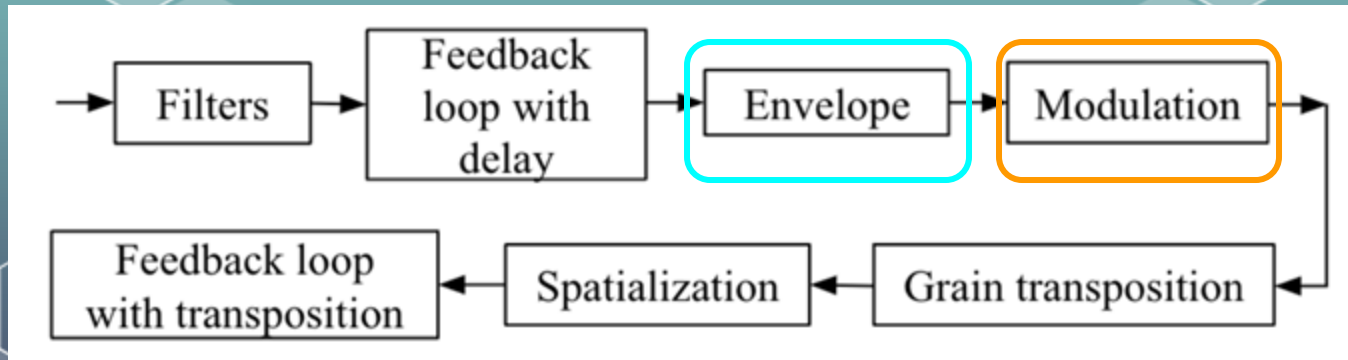 Filters
Feedback
loop with
delay
Envelope
Modulation
Feedback loop
with transposition
Spatialization
Grain transposition